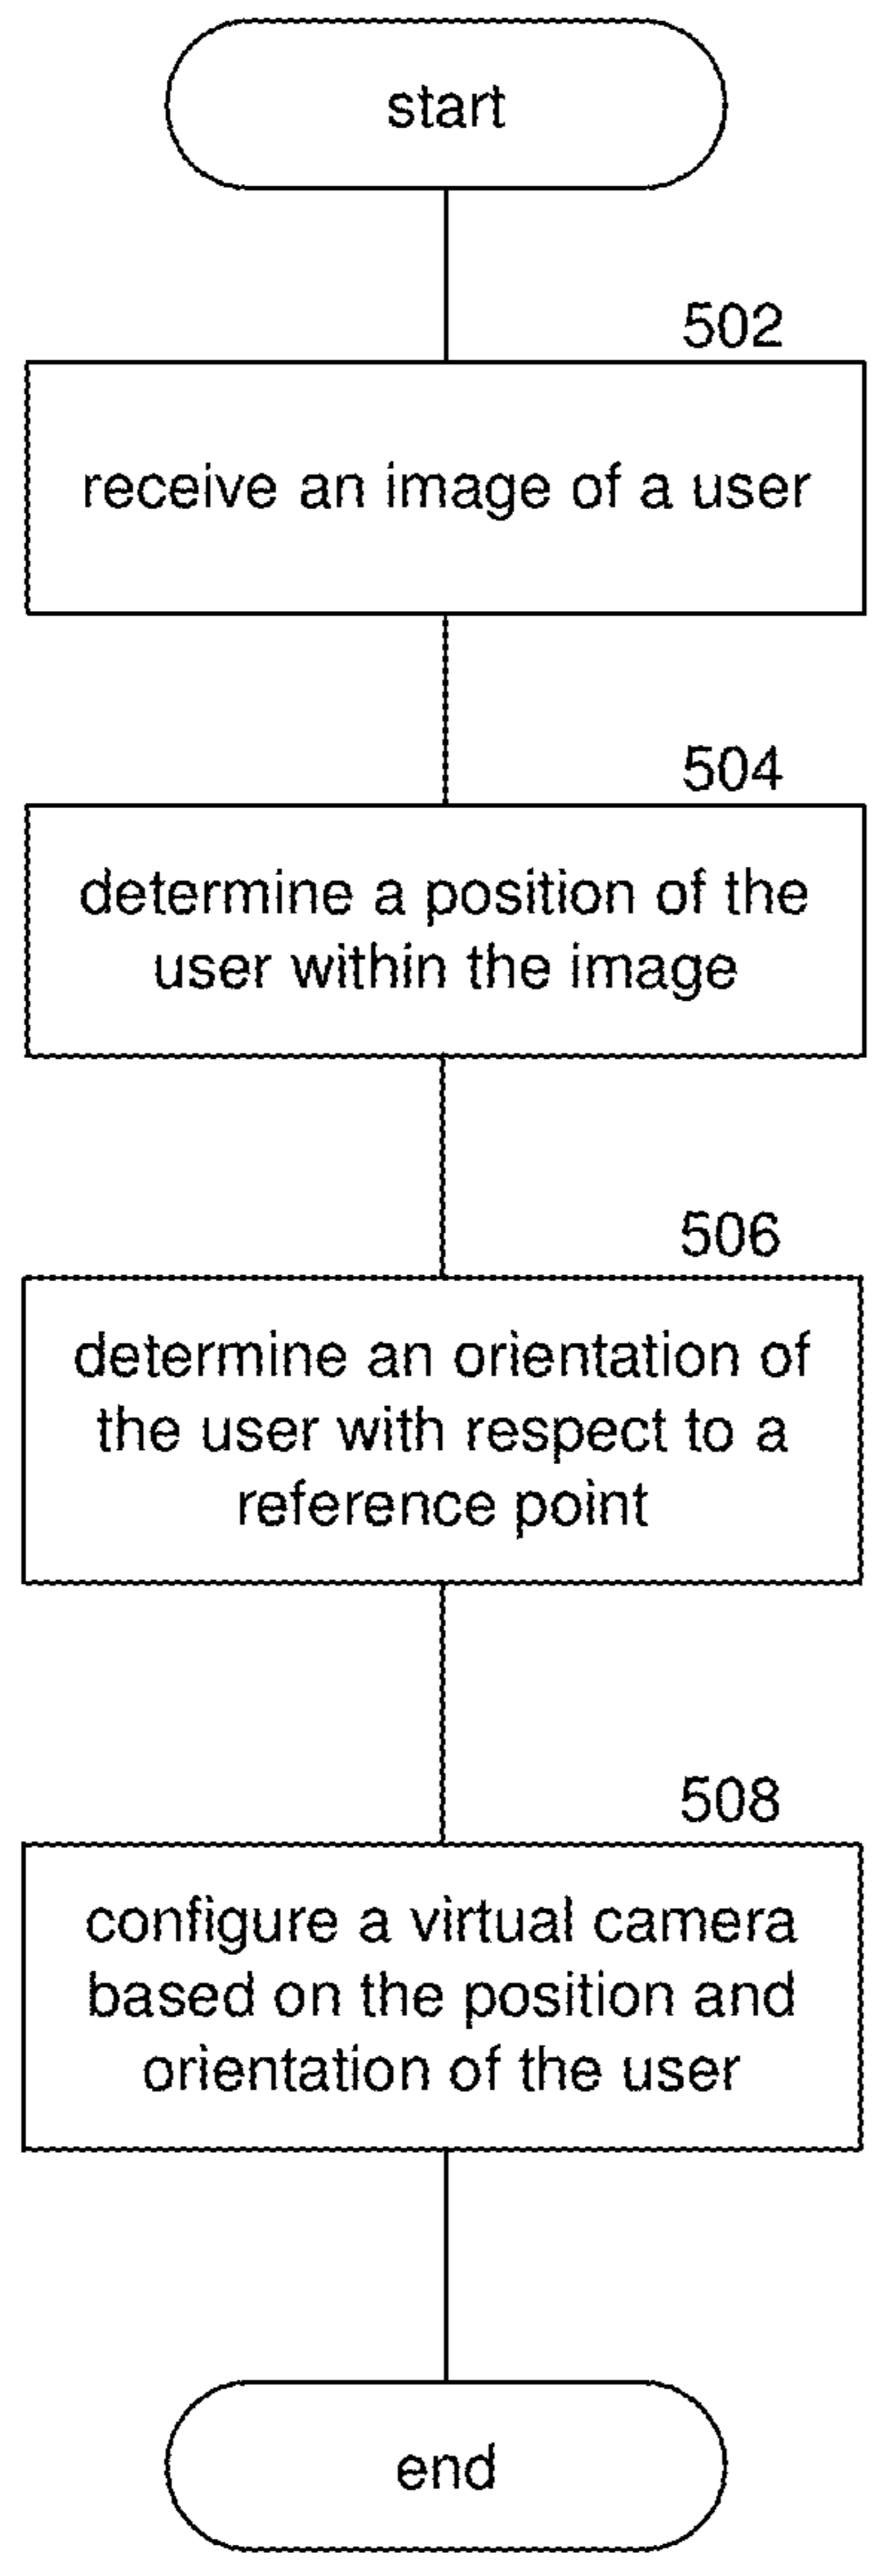 start
502
receive an image of a user
504
determine a position of the
user within the image
506
determine an orientation of
the user with respect to a
reference point
508
configure a virtual camera
based on the position and
orientation of the user
end